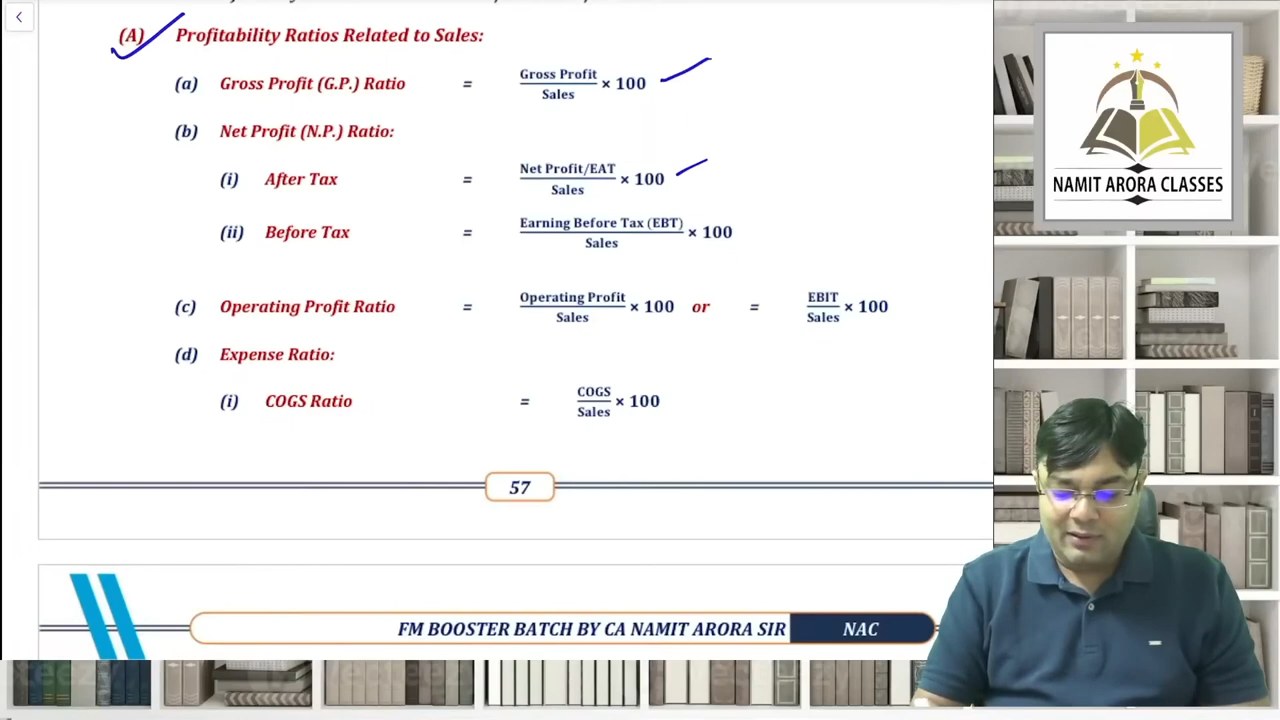 (A) Profitability Ratios Related to Sales:
(a) Gross Profit (G.P.) Ratio = Gross Profit / Sales × 100
(b) Net Profit (N.P.) Ratio:
(i) After Tax = Net Profit/EAT / Sales × 100
(ii) Before Tax = Earning Before Tax (EBT) / Sales × 100
(c) Operating Profit Ratio = Operating Profit / Sales × 100 or = EBIT / Sales × 100
(d) Expense Ratio:
(i) COGS Ratio = COGS / Sales × 100
57
FM BOOSTER BATCH BY CA NAMIT ARORA SIR NAC
NAMIT ARORA CLASSES